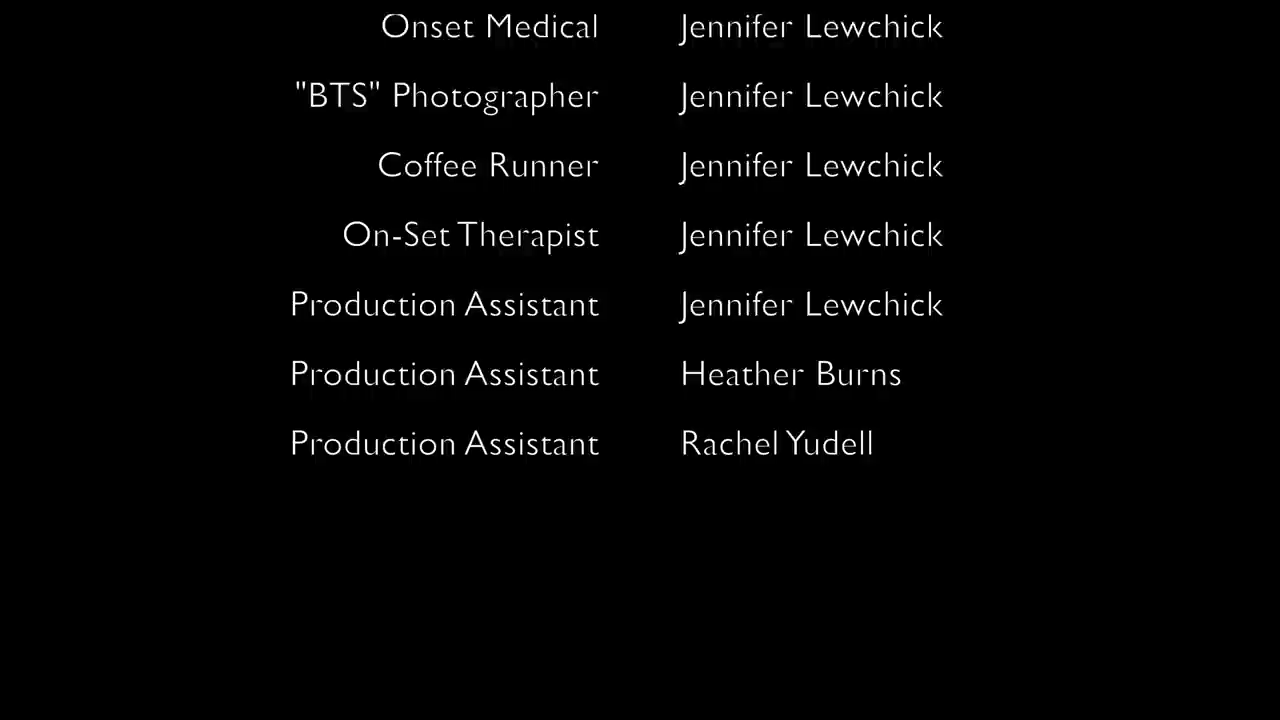 Onset Medical Jennifer Lewchick
"BTS" Photographer Jennifer Lewchick
Coffee Runner Jennifer Lewchick
On-Set Therapist Jennifer Lewchick
Production Assistant Jennifer Lewchick
Production Assistant Heather Burns
Production Assistant Rachel Yudell